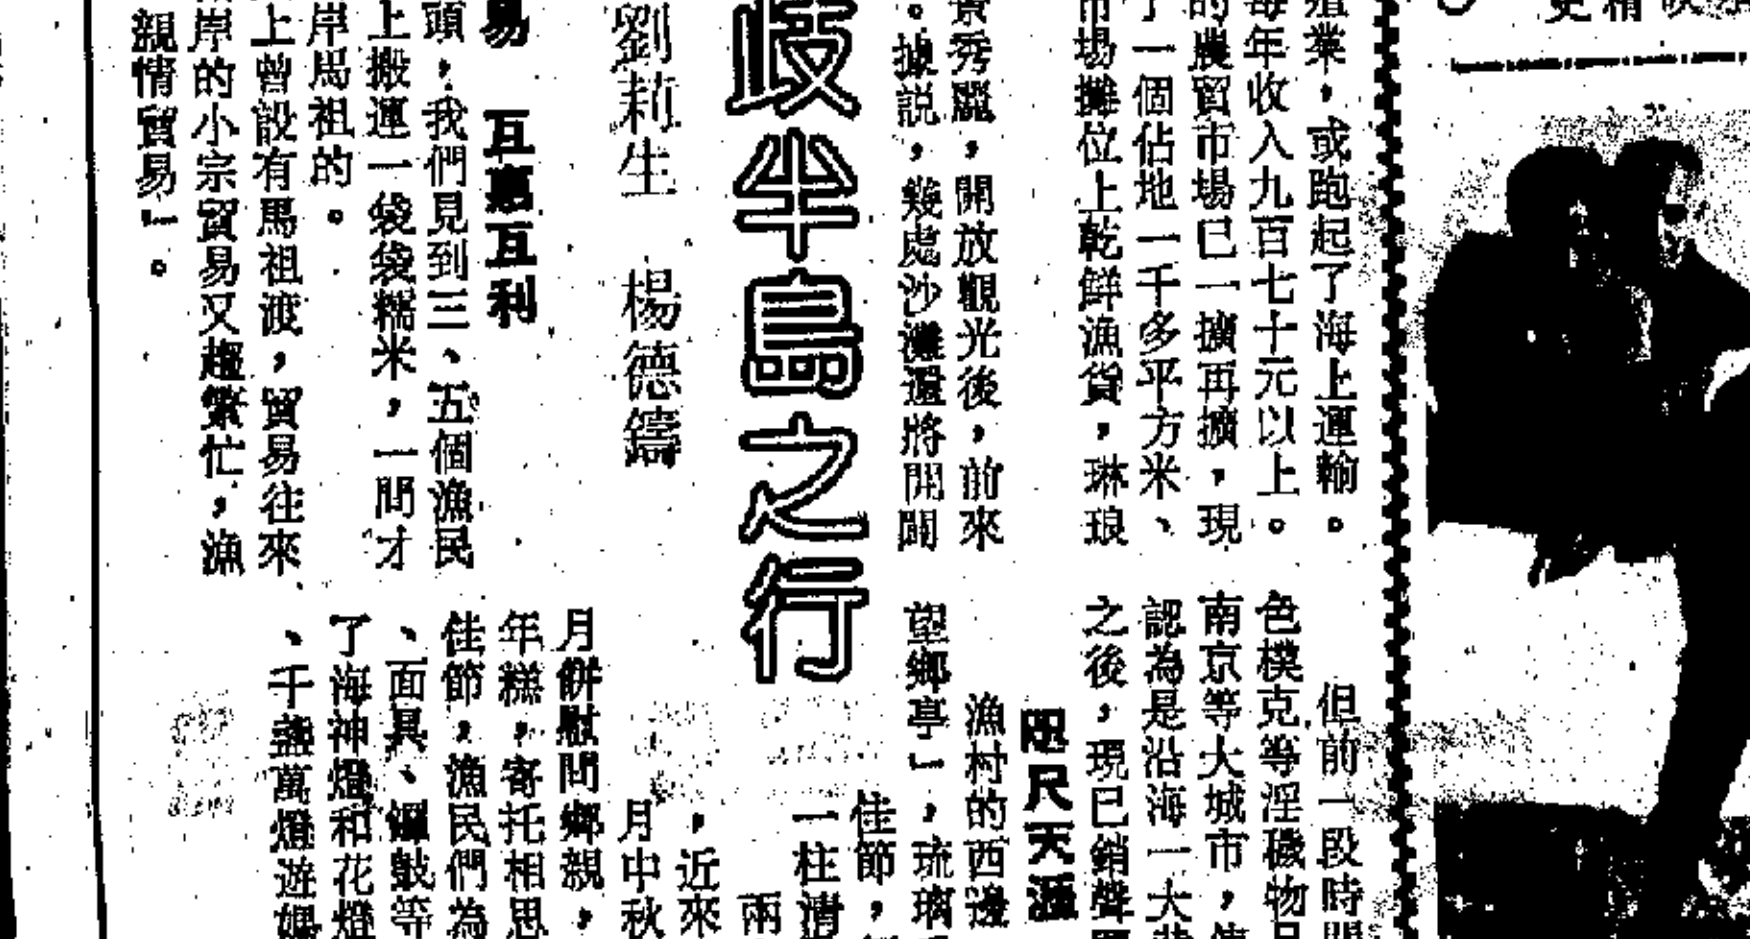 殖業，或跑起了海上運輸。
每年收入九百七十元以上。
的農貿市場已一擴再擴，現
了一個佔地一千多平方米、
市場攤位上乾鮮漁貨，琳琅
景秀麗，開放觀光後，前來
。據說，幾處沙灘還將開闢
岐半島之行
劉莉生　楊德鑄
易　互惠互利
頭，我們見到三、五個漁民
上搬運一袋袋糯米，一問才
岸馬祖的。
上曾設有馬祖渡，貿易往來
岸的小宗貿易又趨繁忙，漁
親情貿易」。
但前一段時間
色樸克等淫穢物品
南京等大城市，使
認為是沿海一大
之後，現已銷聲
咫尺天涯
漁村的西邊
望鄉亭」，琉璃
佳節，
一柱清
兩
，近來
月中秋
月餅慰問鄉親，
年糕，寄托相思
佳節，漁民們為
、面具、鑼鼓等
了海神燈和花燈
、千盞萬燈遊